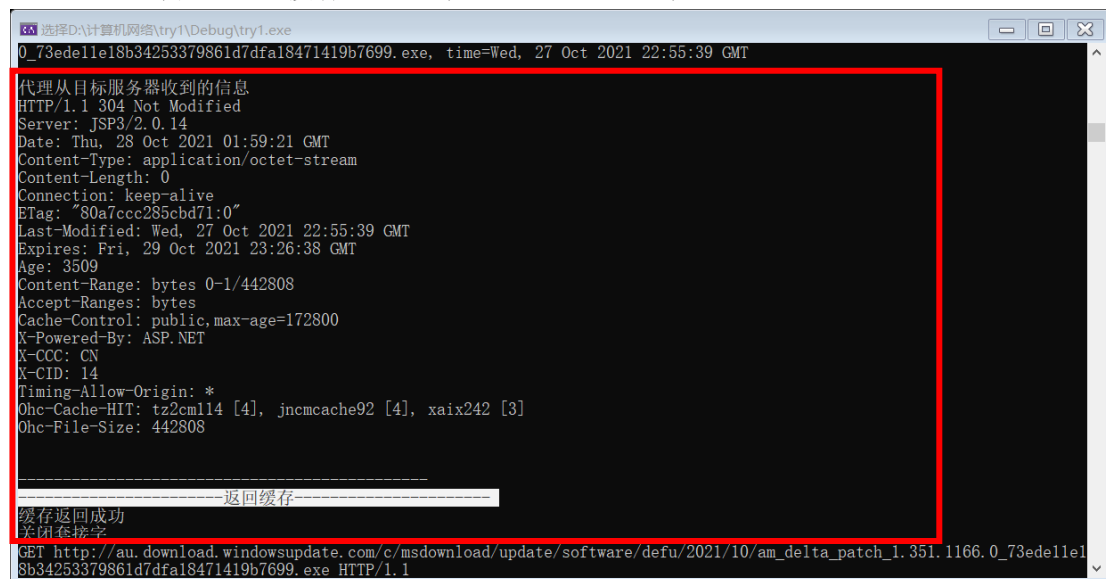 选择D:\计算机网络\try1\Debug\try1.exe
0_73ede11e18b34253379861d7dfa18471419b7699.exe, time=Wed, 27 Oct 2021 22:55:39 GMT
代理从目标服务器收到的信息
HTTP/1.1 304 Not Modified
Server: JSP3/2.0.14
Date: Thu, 28 Oct 2021 01:59:21 GMT
Content-Type: application/octet-stream
Content-Length: 0
Connection: keep-alive
ETag: "80a7ccc285cbd71:0"
Last-Modified: Wed, 27 Oct 2021 22:55:39 GMT
Expires: Fri, 29 Oct 2021 23:26:38 GMT
Age: 3509
Content-Range: bytes 0-1/442808
Accept-Ranges: bytes
Cache-Control: public,max-age=172800
X-Powered-By: ASP.NET
X-CCC: CN
X-CID: 14
Timing-Allow-Origin: *
Ohc-Cache-HIT: tz2cm114 [4], jncmcache92 [4], xaix242 [3]
Ohc-File-Size: 442808
----------------------------------------------
-----------------------返回缓存----------------------
缓存返回成功
关闭套接字
GET http://au.download.windowsupdate.com/c/msdownload/update/software/defu/2021/10/am_delta_patch_1.351.1166.0_73ede11e1
8b34253379861d7dfa18471419b7699.exe HTTP/1.1